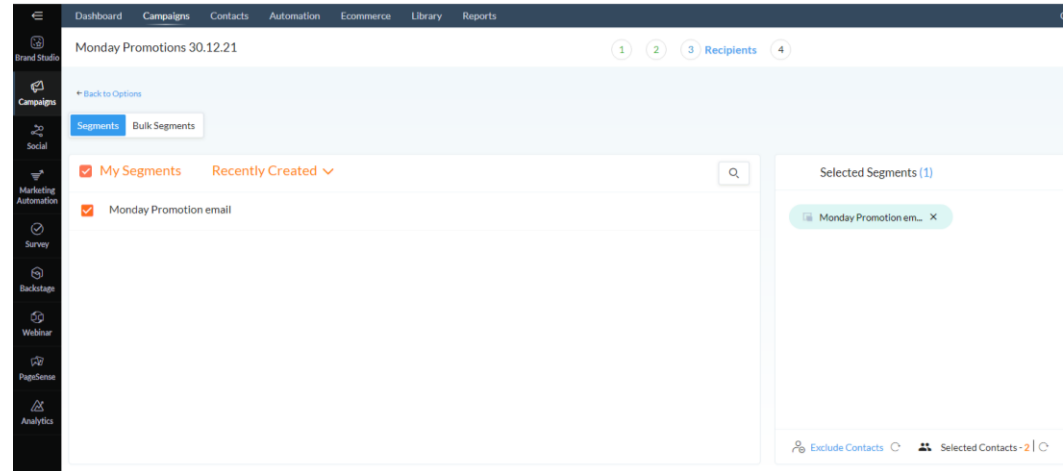 Dashboard Campaigns Contacts Automation Ecommerce Library Reports
Brand Studio
Campaigns
Social
Marketing
Automation
Survey
Backstage
Webinar
PageSense
Analytics
Monday Promotions 30.12.21
1 2 3 Recipients 4
Back to Options
Segments Bulk Segments
My Segments Recently Created
Monday Promotion email
Selected Segments (1)
Monday Promotion em...
Exclude Contacts Selected Contacts - 2